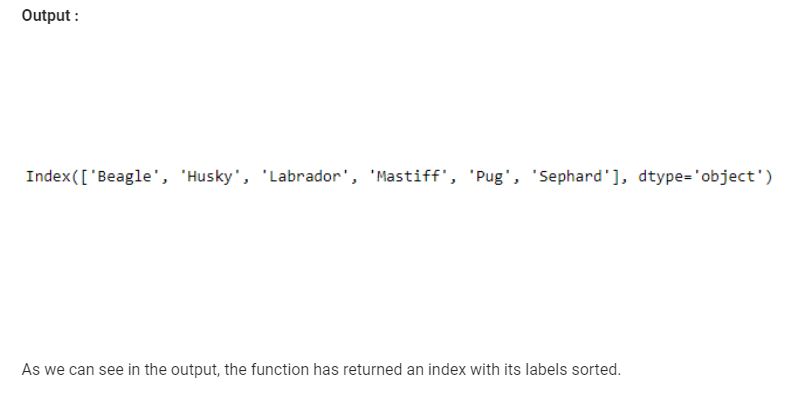 Output :
Index(['Beagle', 'Husky', 'Labrador', 'Mastiff', 'Pug', 'Sephard'], dtype='object')
As we can see in the output, the function has returned an index with its labels sorted.